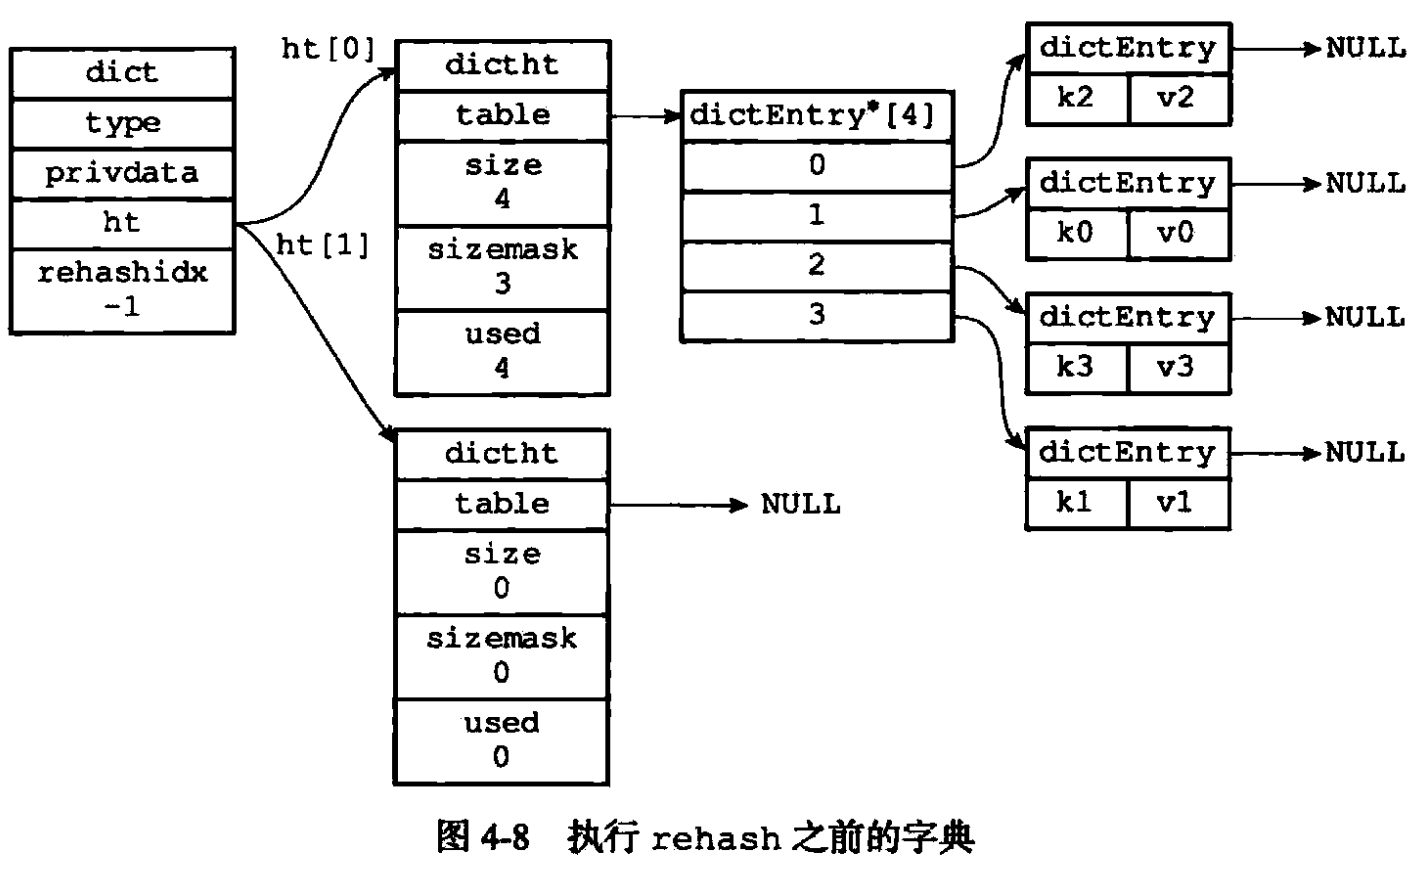 dict
type
privdata
ht
rehashidx
-1
ht[0]
ht[1]
dictht
table
size
4
sizemask
3
used
4
dictht
table
NULL
size
0
sizemask
0
used
0
dictEntry*[4]
0
1
2
3
dictEntry
NULL
k2 v2
dictEntry
NULL
k0 v0
dictEntry
NULL
k3 v3
dictEntry
NULL
k1 v1
图 4-8 执行 rehash 之前的字典